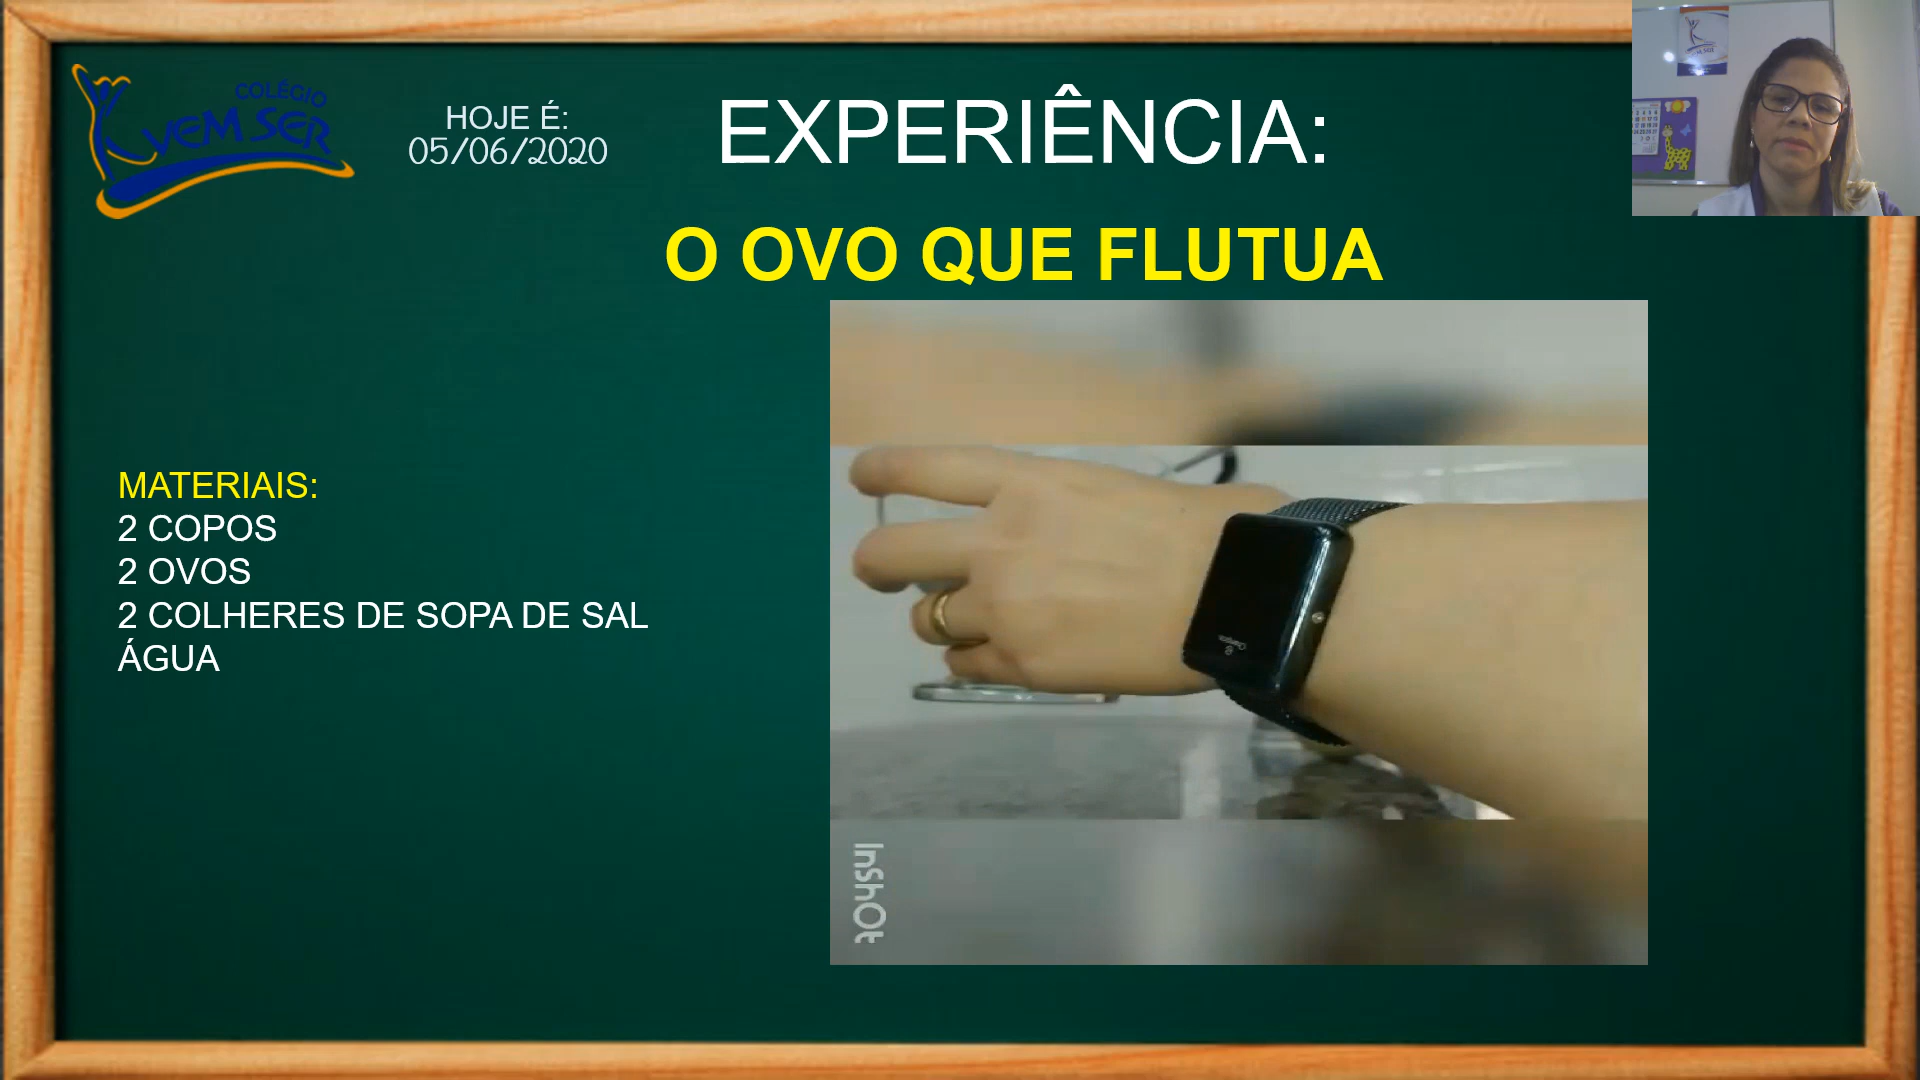 COLÉGIO
VEM SER
HOJE É:
05/06/2020
EXPERIÊNCIA:
O OVO QUE FLUTUA
MATERIAIS:
2 COPOS
2 OVOS
2 COLHERES DE SOPA DE SAL
ÁGUA
InShOt